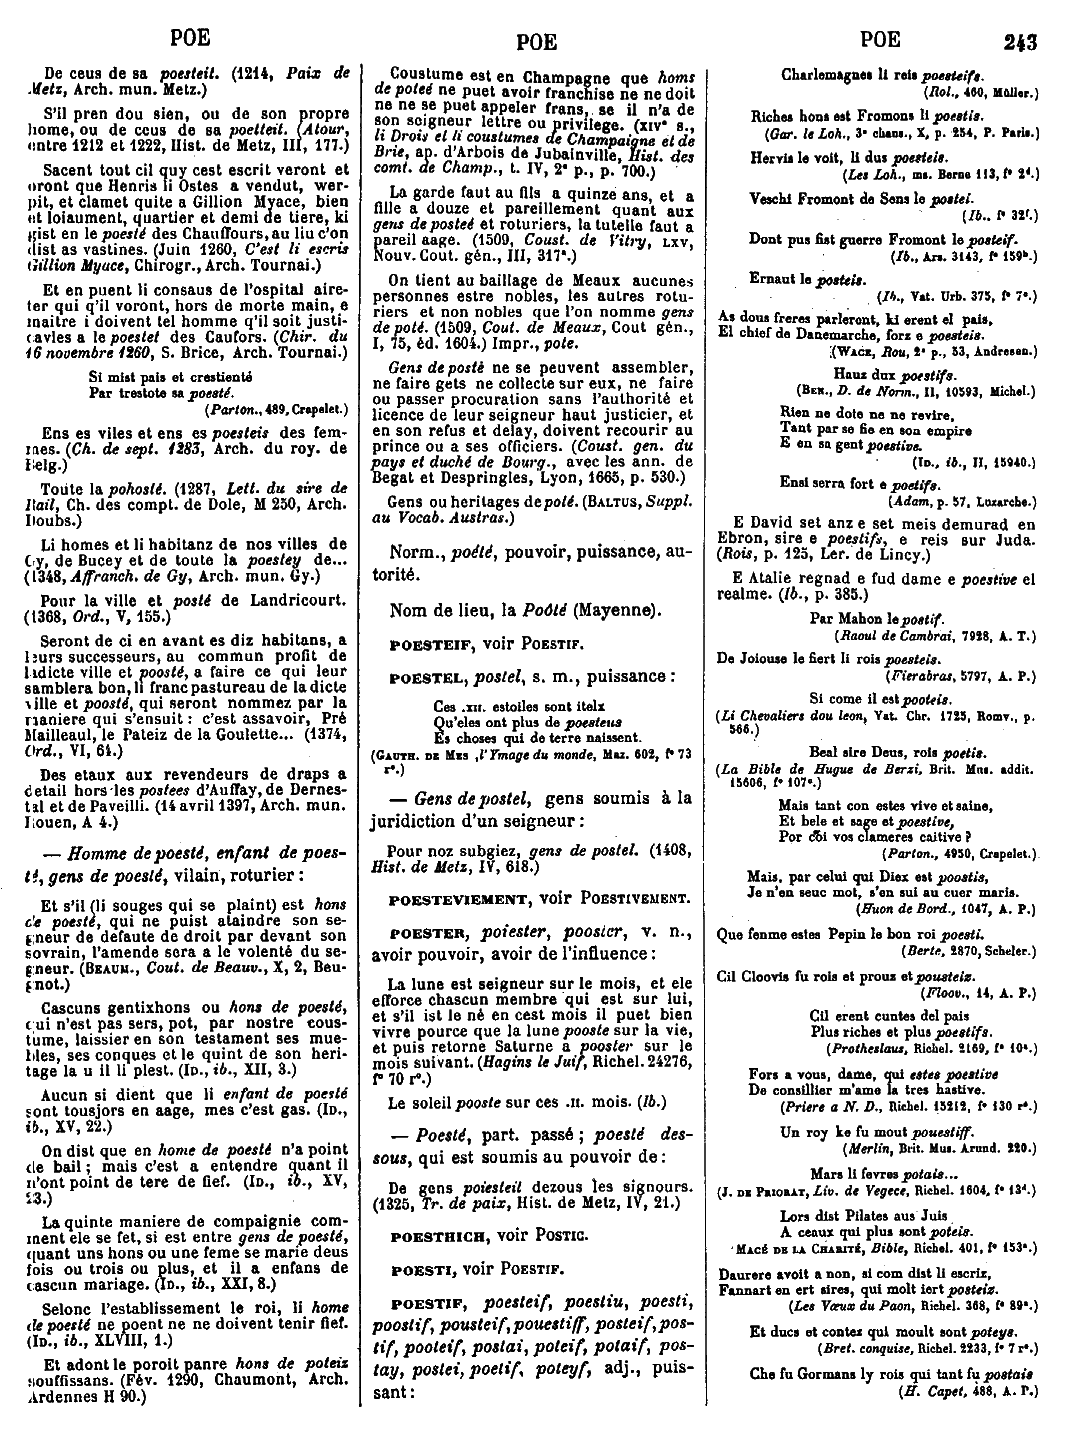 POE
POE
POE
243
De ceus de sa poesteit. (1214, Paix de
Metz, Arch. mun. Metz.)
S'il pren dou sien, ou de son propre
home, ou de ceus de sa poetteit. (Atour,
entre 1212 et 1222, Hist. de Metz, III, 177.)
Sacent tout cil quy cest escrit veront et
oront que Henris li Ostes a vendut, wer-
pit, et clamet quite a Gillion Myace, bien
et loiaument, quartier et demi de tiere, ki
gist en le poesté des Chauffours, au liu c'on
dist as vastines. (Juin 1260, C'est li escris
Gillion Myace, Chirogr., Arch. Tournai.)
Et en puent li consaus de l'ospital aire-
ter qui q'il voront, hors de morte main, e
maitre i doivent tel homme q'il soit justi-
cavles a le poestet des Caufors. (Chir. du
16 novembre 1260, S. Brice, Arch. Tournai.)
Si mist pais et crestienté
Par trestote sa poesté.
(Parton., 489, Crapelet.)
Ens es viles et ens es poesteis des fem-
mes. (Ch. de sept. 1283, Arch. du roy. de
Belg.)
Toute la pohosté. (1287, Lett. du sire de
Rail, Ch. des compt. de Dole, M 250, Arch.
Doubs.)
Li homes et li habitanz de nos villes de
Gy, de Bucey et de toute la poestey de...
(1348, Affranch. de Gy, Arch. mun. Gy.)
Pour la ville et posté de Landricourt.
(1368, Ord., V, 155.)
Seront de ci en avant es diz habitans, a
leurs successeurs, au commun profit de
ladicte ville et poosté, a faire ce qui leur
samblera bon, li franc pastureau de la dicte
ville et poosté, qui seront nommez par la
maniere qui s'ensuit : c'est assavoir, Pré
Mailleaul, le Pateiz de la Goulette... (1374,
Ord., VI, 61.)
Des etaux aux revendeurs de draps a
detail hors les postees d'Auffay, de Dernes-
tal et de Paveilli. (14 avril 1397, Arch. mun.
Rouen, A 4.)
— Homme de poesté, enfant de poes-
té, gens de poesté, vilain, roturier :
Et s'il (li souges qui se plaint) est hons
de poesté, qui ne puist ataindre son se-
gneur de defaute de droit par devant son
sovrain, l'amende sera a le volenté du se-
gneur. (BEAUM., Cout. de Beauv., X, 2, Beu-
gnot.)
Cascuns gentixhons ou hons de poesté,
qui n'est pas sers, pot, par nostre cous-
tume, laissier en son testament ses mue-
bles, ses conques et le quint de son heri-
tage la u il li plest. (ID., ib., XII, 3.)
Aucun si dient que li enfant de poesté
sont tousjors en aage, mes c'est gas. (ID.,
ib., XV, 22.)
On dist que en home de poesté n'a point
de bail ; mais c'est a entendre quant il
n'ont point de tere de fief. (ID., ib., XV,
23.)
La quinte maniere de compaignie com-
ment ele se fet, si est entre gens de poesté,
quant uns hons ou une feme se marie deus
fois ou trois ou plus, et il a enfans de
cascun mariage. (ID., ib., XXI, 8.)
Selonc l'establissement le roi, li home
de poesté ne poent ne ne doivent tenir fief.
(ID., ib., XLVIII, 1.)
Et adont le poroit panre hons de poteix
souffissans. (Fév. 1290, Chaumont, Arch.
Ardennes H 90.)
Coustume est en Champagne que homs
de poteé ne puet avoir franchise ne ne doit
ne ne se puet appeler frans, se il n'a de
son seigneur lettre ou privilege. (XIVe s.,
li Drois et li coustumes de Champaigne et de
Brie, ap. d'Arbois de Jubainville, Hist. des
comt. de Champ., t. IV, 2e p., p. 700.)
La garde faut au fils a quinze ans, et a
fille a douze et pareillement quant aux
gens de posteé et roturiers, la tutelle faut a
pareil aage. (1509, Coust. de Vitry, LXV,
Nouv. Cout. gén., III, 317a.)
On tient au baillage de Meaux aucunes
personnes estre nobles, les autres rotu-
riers et non nobles que l'on nomme gens
de poté. (1509, Cout. de Meaux, Cout gén.,
I, 75, éd. 1604.) Impr., pote.
Gens de posté ne se peuvent assembler,
ne faire gets ne collecte sur eux, ne faire
ou passer procuration sans l'authorité et
licence de leur seigneur haut justicier, et
en son refus et delay, doivent recourir au
prince ou a ses officiers. (Coust. gen. du
pays et duché de Bourg., avec les ann. de
Begat et Despringles, Lyon, 1665, p. 530.)
Gens ou heritages de poté. (BALTUS, Suppl.
au Vocab. Austras.)
Norm., poété, pouvoir, puissance, au-
torité.
Nom de lieu, la Poôté (Mayenne).
POESTEIF, voir POESTIF.
POESTEL, postel, s. m., puissance :
Ces .XII. estoiles sont itelx
Qu'eles ont plus de poesteus
Es choses qui de terre naissent.
(GAUTH. DE MES ,l'Ymage du monde, Maz. 602, f° 73
r°.)
— Gens de postel, gens soumis à la
juridiction d'un seigneur :
Pour noz subgiez, gens de postel. (1408,
Hist. de Metz, IV, 618.)
POESTEVIEMENT, voir POESTIVEMENT.
POESTER, poiester, pooster, v. n.,
avoir pouvoir, avoir de l'influence :
La lune est seigneur sur le mois, et ele
efforce chascun membre qui est sur lui,
et s'il ist le né en cest mois il puet bien
vivre pource que la lune pooste sur la vie,
et puis retorne Saturne a pooster sur le
mois suivant. (Hagins le Juif, Richel. 24276,
f° 70 r°.)
Le soleil pooste sur ces .II. mois. (Ib.)
— Poesté, part. passé ; poesté des-
sous, qui est soumis au pouvoir de :
De gens poiesteil dezous les signours.
(1325, Tr. de paix, Hist. de Metz, IV, 21.)
POESTHICH, voir POSTIC.
POESTI, voir POESTIF.
POESTIF, poesteif, poestiu, poesti,
poostif, pousteif, pouestiff, posteif, pos-
tif, pooteif, postai, poteif, potaif, pos-
tay, postei, poetif, poteyf, adj., puis-
sant :
Charlemagnes li reis poesteifs.
(Rol., 460, Müller.)
Riches hons est Fromons li poestis.
(Gar. le Loh., 3e chans., X, p. 254, P. Paris.)
Hervis le voit, li dus poesteis.
(Les Loh., ms. Berne 113, f° 2d.)
Veschi Fromont de Sens le postei.
(Ib., f° 32f.)
Dont pus fist guerre Fromont le posteif.
(Ib., Ars. 3143, f° 159b.)
Ernaut le posteis.
(Ib., Vat. Urb. 375, f° 7e.)
As dous freres parleront, ki erent el pais,
El chief de Danemarche, forz e poesteis.
(WACE, Rou, 2e p., 53, Andresen.)
Hauz dux poestifs.
(BEN., D. de Norm., II, 10593, Michel.)
Rien ne dote ne ne revire,
Tant par se fie en son empire
E en sa gent poestive.
(ID., ib., II, 15940.)
Ensi serra fort e poetifs.
(Adam, p. 57, Luzarche.)
E David set anz e set meis demurad en
Ebron, sire e poestifs, e reis sur Juda.
(Rois, p. 125, Ler. de Lincy.)
E Atalie regnad e fud dame e poestive el
realme. (Ib., p. 385.)
Par Mahon le postif.
(Raoul de Cambrai, 7928, A. T.)
De Joiouse le fiert li rois poesteis.
(Fierabras, 5797, A. P.)
Si come il est pooteis.
(Li Chevaliers dou leon, Vat. Chr. 1725, Romv., p.
566.)
Beal sire Deus, rois poetis.
(La Bible de Hugue de Berzi, Brit. Mus. addit.
15606, f° 107a.)
Mais tant con estes vive et saine,
Et bele et sage et poestive,
Por coi vos clameres caitive ?
(Parton., 4950, Crapelet.)
Mais, par celui qui Diex est poostis,
Je n'en seuc mot, s'en sui au cuer maris.
(Huon de Bord., 1047, A. P.)
Que fenme estes Pepin le bon roi poesti.
(Berte, 2870, Scheler.)
Cil Cloovis fu rois et proux et pousteiz.
(Floov., 14, A. P.)
Cil erent cuntes del pais
Plus riches et plus poestifs.
(Protheslaus, Richel. 2169, f° 10a.)
Fors a vous, dame, qui estes poestive
De consillier m'ame la tres hastive.
(Priere a N. D., Richel. 15212, f° 130 r°.)
Un roy ke fu mout pouestiff.
(Merlin, Brit. Mus. Arund. 220.)
Mars li fevres potais...
(J. DE PRIORAT, Liv. de Vegece, Richel. 1604, f° 13d.)
Lors dist Pilates aus Juis
A ceaux qui plus sont poteis.
MACÉ DE LA CHARITÉ, Bible, Richel. 401, f° 153a.)
Daurere avoit a non, si com dist li escriz,
Fannart en ert sires, qui molt iert posteiz.
(Les Vœux du Paon, Richel. 368, f° 89a.)
Et ducs et contez qui moult sont poteys.
(Bret. conquise, Richel. 2233, f° 7 r°.)
Che fu Gormans ly rois qui tant fu postais
(H. Capet, 488, A. P.)